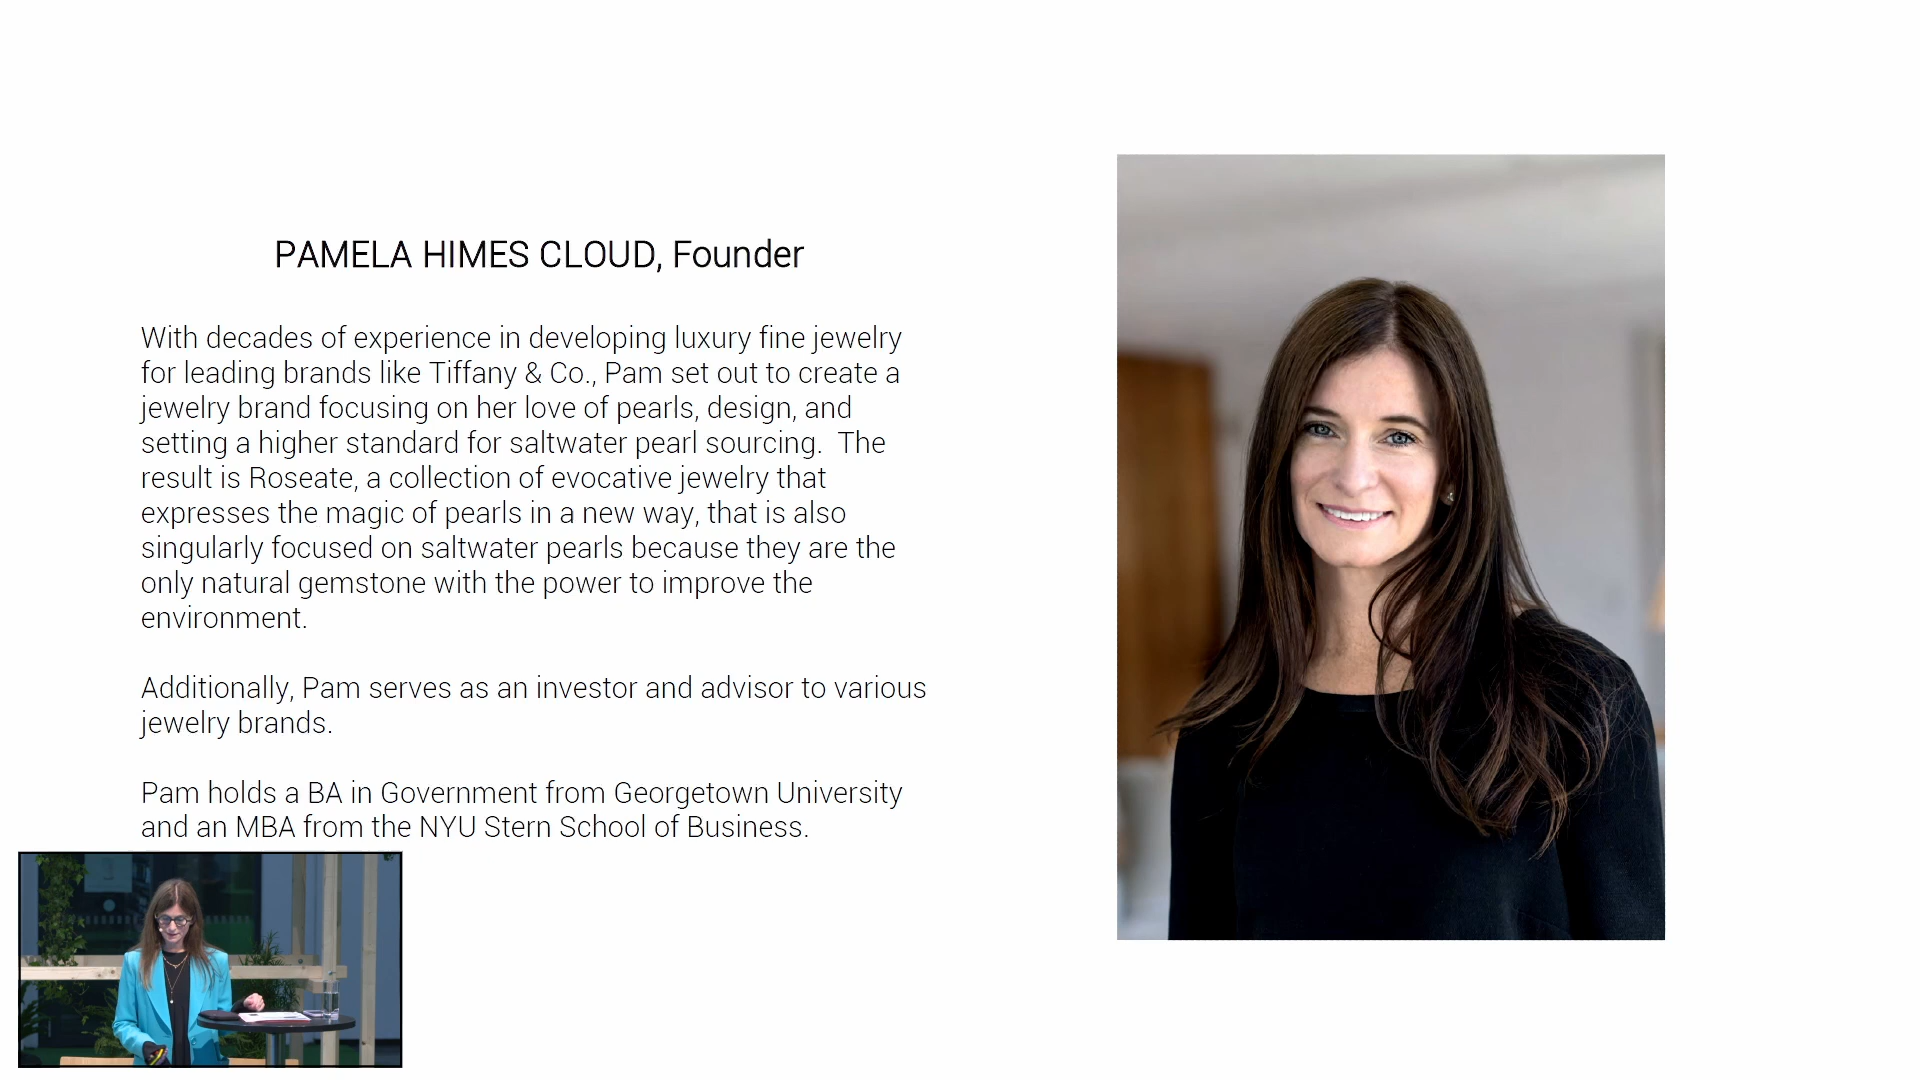 PAMELA HIMES CLOUD, Founder
With decades of experience in developing luxury fine jewelry
for leading brands like Tiffany & Co., Pam set out to create a
jewelry brand focusing on her love of pearls, design, and
setting a higher standard for saltwater pearl sourcing.  The
result is Roseate, a collection of evocative jewelry that
expresses the magic of pearls in a new way, that is also
singularly focused on saltwater pearls because they are the
only natural gemstone with the power to improve the
environment.
Additionally, Pam serves as an investor and advisor to various
jewelry brands.
Pam holds a BA in Government from Georgetown University
and an MBA from the NYU Stern School of Business.